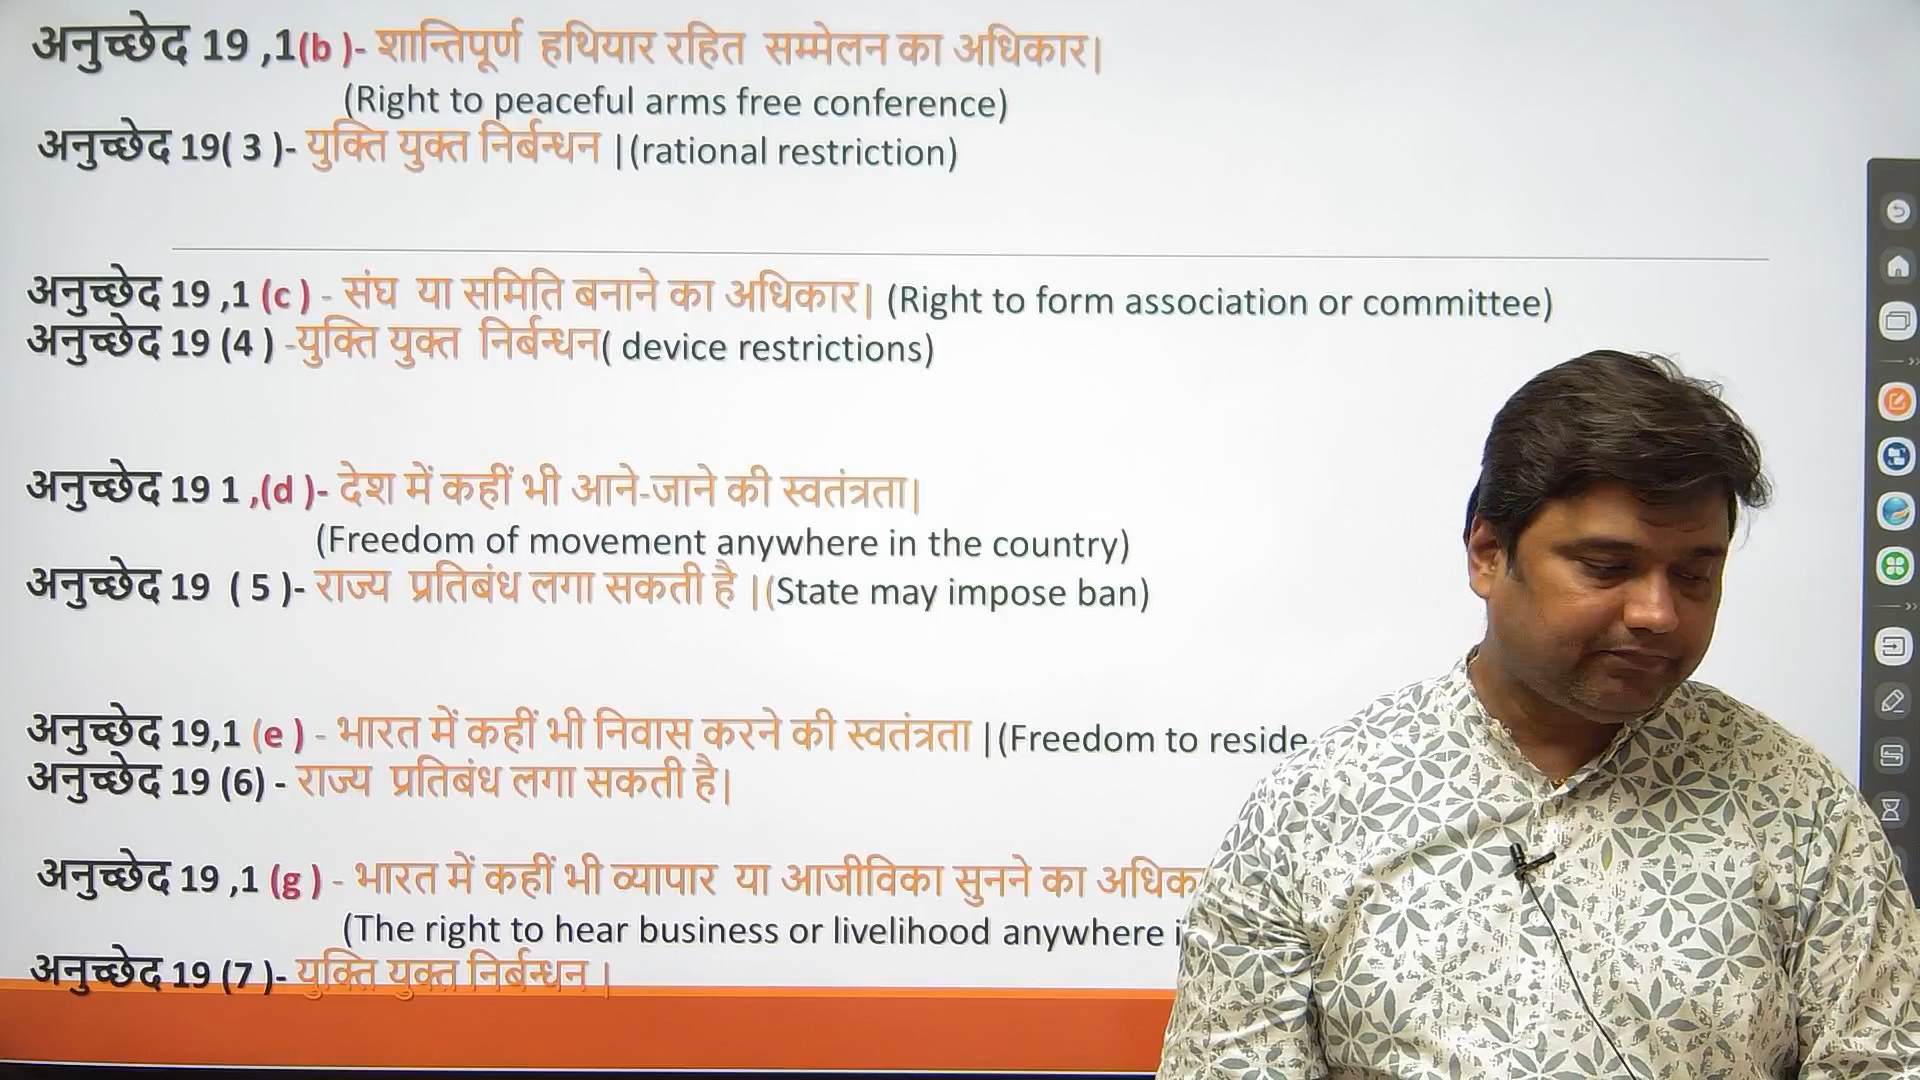 अनुच्छेद 19 ,1(b )- शान्तिपूर्ण हथियार रहित सम्मेलन का अधिकार|
(Right to peaceful arms free conference)
अनुच्छेद 19( 3 )- युक्ति युक्त निर्बन्धन |(rational restriction)
अनुच्छेद 19 ,1 (c ) - संघ या समिति बनाने का अधिकार| (Right to form association or committee)
अनुच्छेद 19 (4 ) -युक्ति युक्त निर्बन्धन( device restrictions)
अनुच्छेद 19 1 ,(d )- देश में कहीं भी आने-जाने की स्वतंत्रता|
(Freedom of movement anywhere in the country)
अनुच्छेद 19 ( 5 )- राज्य प्रतिबंध लगा सकती है |(State may impose ban)
अनुच्छेद 19,1 (e ) - भारत में कहीं भी निवास करने की स्वतंत्रता |(Freedom to reside
अनुच्छेद 19 (6) - राज्य प्रतिबंध लगा सकती है|
अनुच्छेद 19 ,1 (g ) - भारत में कहीं भी व्यापार या आजीविका सुनने का
(The right to hear business or livelihood anywhere
अनुच्छेद 19 (7 )- युक्ति युक्त निर्बन्धन |